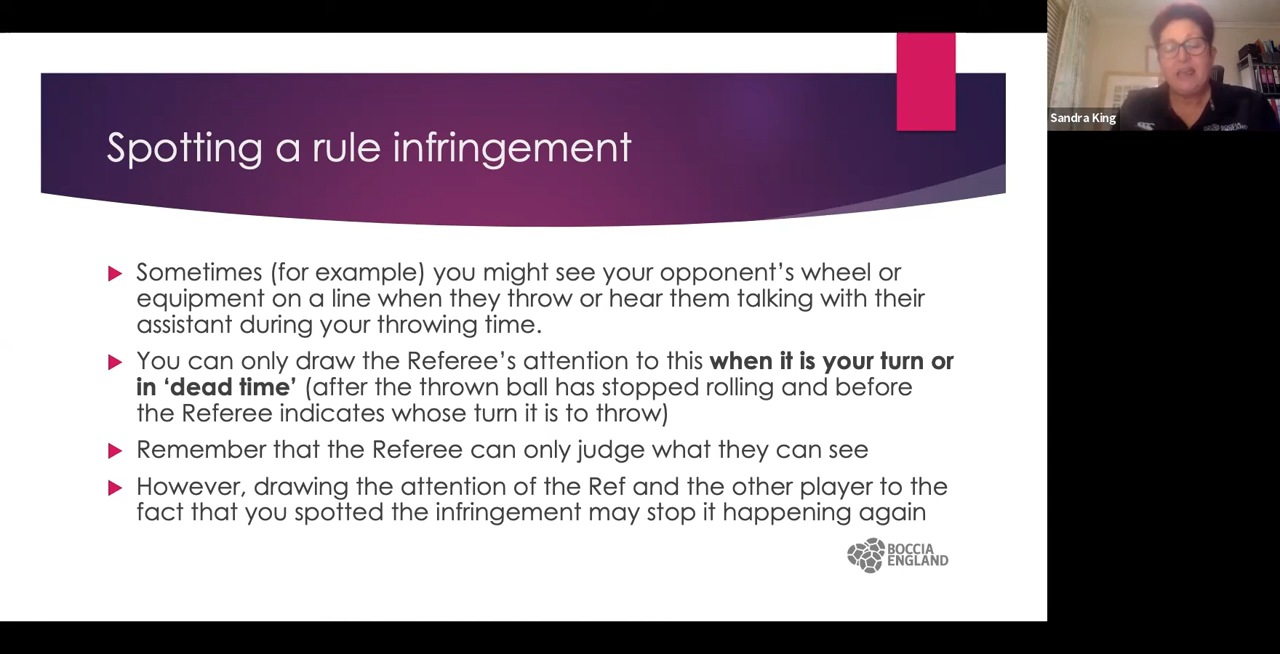 Spotting a rule infringement
Sandra King
Sometimes (for example) you might see your opponent’s wheel or
equipment on a line when they throw or hear them talking with their
assistant during your throwing time.
You can only draw the Referee’s attention to this when it is your turn or
in ‘dead time’ (after the thrown ball has stopped rolling and before
the Referee indicates whose turn it is to throw)
Remember that the Referee can only judge what they can see
However, drawing the attention of the Ref and the other player to the
fact that you spotted the infringement may stop it happening again
BOCCIA
ENGLAND